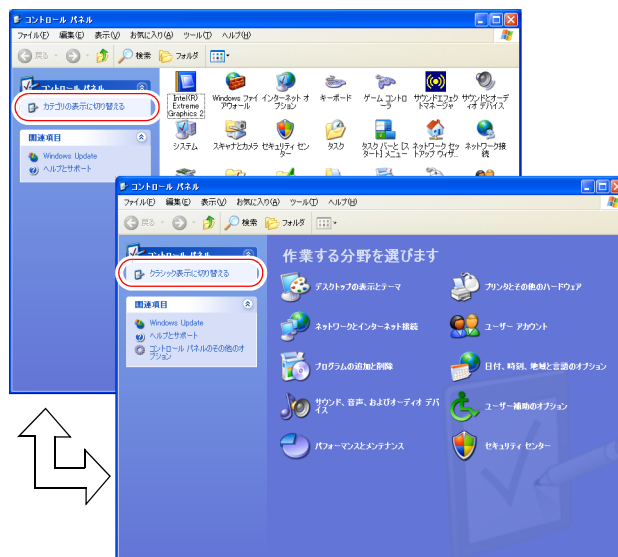 コントロール パネル
ファイル(F) 編集(E) 表示(V) お気に入り(A) ツール(T) ヘルプ(H)
戻る 検索 フォルダ
コントロール パネル
カテゴリの表示に切り替える
関連項目
Windows Update
ヘルプとサポート
Intel(R) Extreme Graphics 2
Windows ファイアウォール
インターネット オプション
キーボード
ゲーム コントローラ
サウンドエフェクトマネージャ
サウンドとオーディオ デバイス
システム
スキャナとカメラ
セキュリティ センター
タスク
タスク バーと [スタート] メニュー
ネットワーク セットアップ ウィザ...
ネットワーク接続
コントロール パネル
ファイル(F) 編集(E) 表示(V) お気に入り(A) ツール(T) ヘルプ(H)
戻る 検索 フォルダ
コントロール パネル
クラシック表示に切り替える
関連項目
Windows Update
ヘルプとサポート
コントロール パネルのその他のオプション
作業する分野を選びます
デスクトップの表示とテーマ
プリンタとその他のハードウェア
ネットワークとインターネット接続
ユーザー アカウント
プログラムの追加と削除
日付、時刻、地域と言語のオプション
サウンド、音声、およびオーディオ デバイス
ユーザー補助のオプション
パフォーマンスとメンテナンス
セキュリティ センター